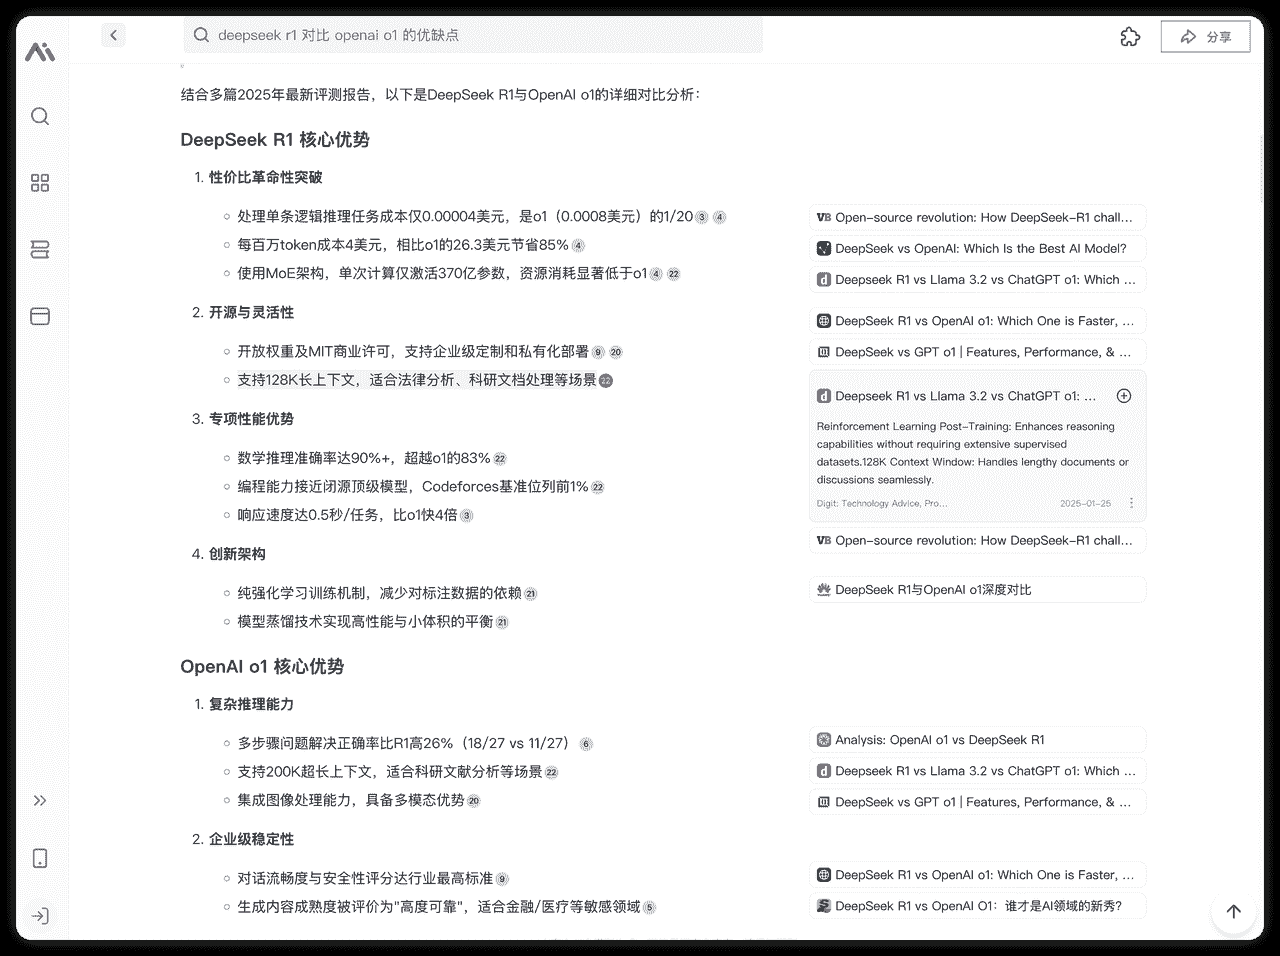 deepseek r1 对比 openai o1 的优缺点
分享
结合多篇2025年最新评测报告，以下是DeepSeek R1与OpenAI o1的详细对比分析：
DeepSeek R1 核心优势
1. 性价比革命性突破
处理单条逻辑推理任务成本仅0.00004美元，是o1（0.0008美元）的1/20 3 4
每百万token成本4美元，相比o1的26.3美元节省85% 4
使用MoE架构，单次计算仅激活370亿参数，资源消耗显著低于o1 4 22
VB Open-source revolution: How DeepSeek-R1 chall...
DeepSeek vs OpenAI: Which Is the Best AI Model?
d Deepseek R1 vs Llama 3.2 vs ChatGPT o1: Which ...
2. 开源与灵活性
开放权重及MIT商业许可，支持企业级定制和私有化部署 9 20
支持128K长上下文，适合法律分析、科研文档处理等场景 22
DeepSeek R1 vs OpenAI o1: Which One is Faster, ...
DeepSeek vs GPT o1 | Features, Performance, & ...
d Deepseek R1 vs Llama 3.2 vs ChatGPT o1: ...
Reinforcement Learning Post-Training: Enhances reasoning
capabilities without requiring extensive supervised
datasets.128K Context Window: Handles lengthy documents or
discussions seamlessly.
Digit: Technology Advice, Pro... 2025-01-25
3. 专项性能优势
数学推理准确率达90%+，超越o1的83% 22
编程能力接近闭源顶级模型，Codeforces基准位列前1% 22
响应速度达0.5秒/任务，比o1快4倍 3
VB Open-source revolution: How DeepSeek-R1 chall...
4. 创新架构
纯强化学习训练机制，减少对标注数据的依赖 21
模型蒸馏技术实现高性能与小体积的平衡 21
DeepSeek R1与OpenAI o1深度对比
OpenAI o1 核心优势
1. 复杂推理能力
多步骤问题解决正确率比R1高26%（18/27 vs 11/27） 6
支持200K超长上下文，适合科研文献分析等场景 22
集成图像处理能力，具备多模态优势 20
Analysis: OpenAI o1 vs DeepSeek R1
d Deepseek R1 vs Llama 3.2 vs ChatGPT o1: Which ...
DeepSeek vs GPT o1 | Features, Performance, & ...
2. 企业级稳定性
对话流畅度与安全性评分达行业最高标准 9
生成内容成熟度被评价为"高度可靠"，适合金融/医疗等敏感领域 5
DeepSeek R1 vs OpenAI o1: Which One is Faster, ...
DeepSeek R1 vs OpenAI O1：谁才是AI领域的新秀？